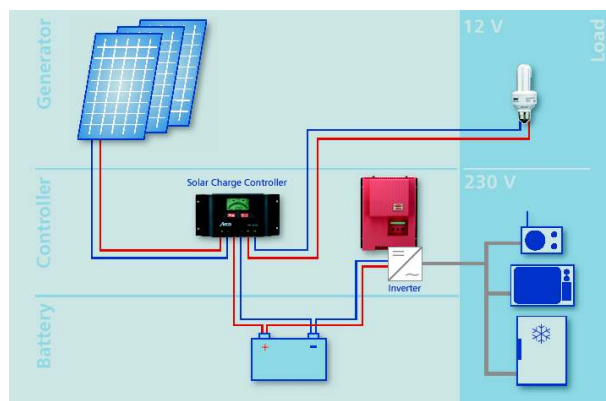 Generator
12 V
Load
Solar Charge Controller
Controller
230 V
Inverter
Battery
+
-